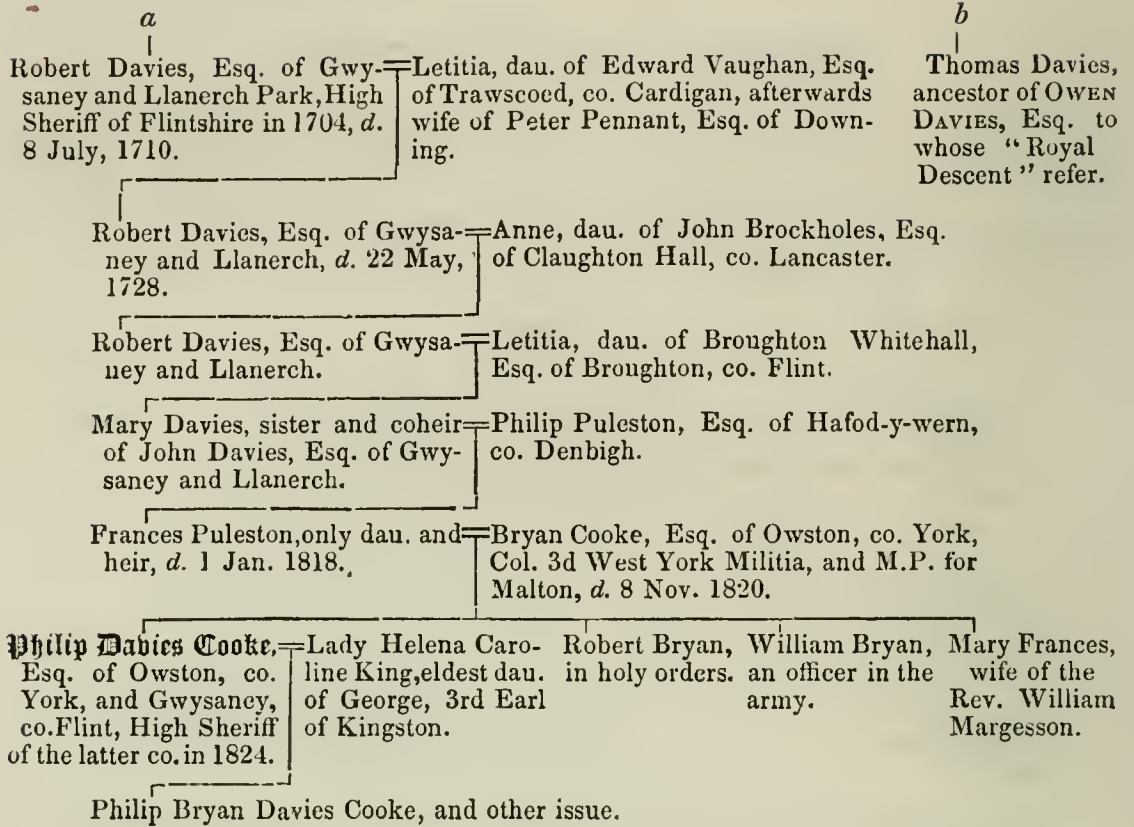 a
b
Robert Davies, Esq. of Gwy-
saney and Llanerch Park, High
Sheriff of Flintshire in 1704, d.
8 July, 1710.
Letitia, dau. of Edward Vaughan, Esq.
of Trawscoed, co. Cardigan, afterwards
wife of Peter Pennant, Esq. of Down-
ing.
Thomas Davies,
ancestor of OWEN
DAVIES, Esq. to
whose “Royal
Descent” refer.
Robert Davies, Esq. of Gwysa-
ney and Llanerch, d. 22 May,
1728.
Anne, dau. of John Brockholes, Esq.
of Claughton Hall, co. Lancaster.
Robert Davies, Esq. of Gwysa-
ney and Llanerch.
Letitia, dau. of Broughton Whitehall,
Esq. of Broughton, co. Flint.
Mary Davies, sister and coheir
of John Davies, Esq. of Gwy-
saney and Llanerch.
Philip Puleston, Esq. of Hafod-y-wern,
co. Denbigh.
Frances Puleston, only dau. and
heir, d. 1 Jan. 1818.
Bryan Cooke, Esq. of Owston, co. York,
Col. 3d West York Militia, and M.P. for
Malton, d. 8 Nov. 1820.
Philip Davies Cooke,
Esq. of Owston, co.
York, and Gwysaney,
co. Flint, High Sheriff
of the latter co. in 1824.
Lady Helena Caro-
line King, eldest dau.
of George, 3rd Earl
of Kingston.
Robert Bryan,
in holy orders.
William Bryan,
an officer in the
army.
Mary Frances,
wife of the
Rev. William
Margesson.
Philip Bryan Davies Cooke, and other issue.